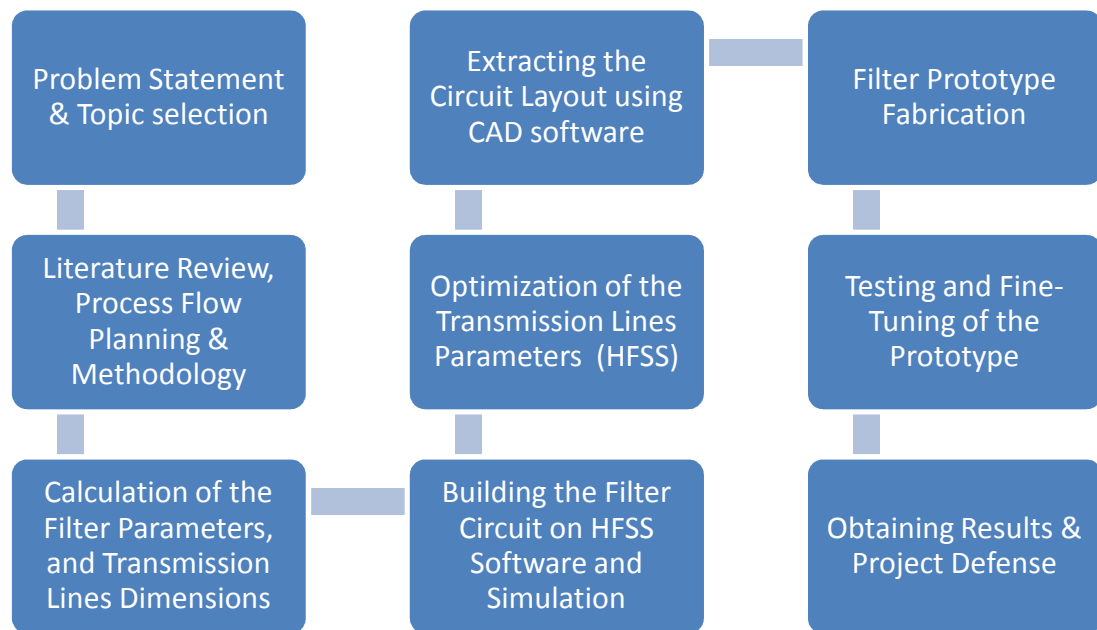 Problem Statement
& Topic selection
Literature Review,
Process Flow
Planning &
Methodology
Calculation of the
Filter Parameters,
and Transmission
Lines Dimensions
Building the Filter
Circuit on HFSS
Software and
Simulation
Optimization of the
Transmission Lines
Parameters (HFSS)
Extracting the
Circuit Layout using
CAD software
Filter Prototype
Fabrication
Testing and Fine-
Tuning of the
Prototype
Obtaining Results &
Project Defense